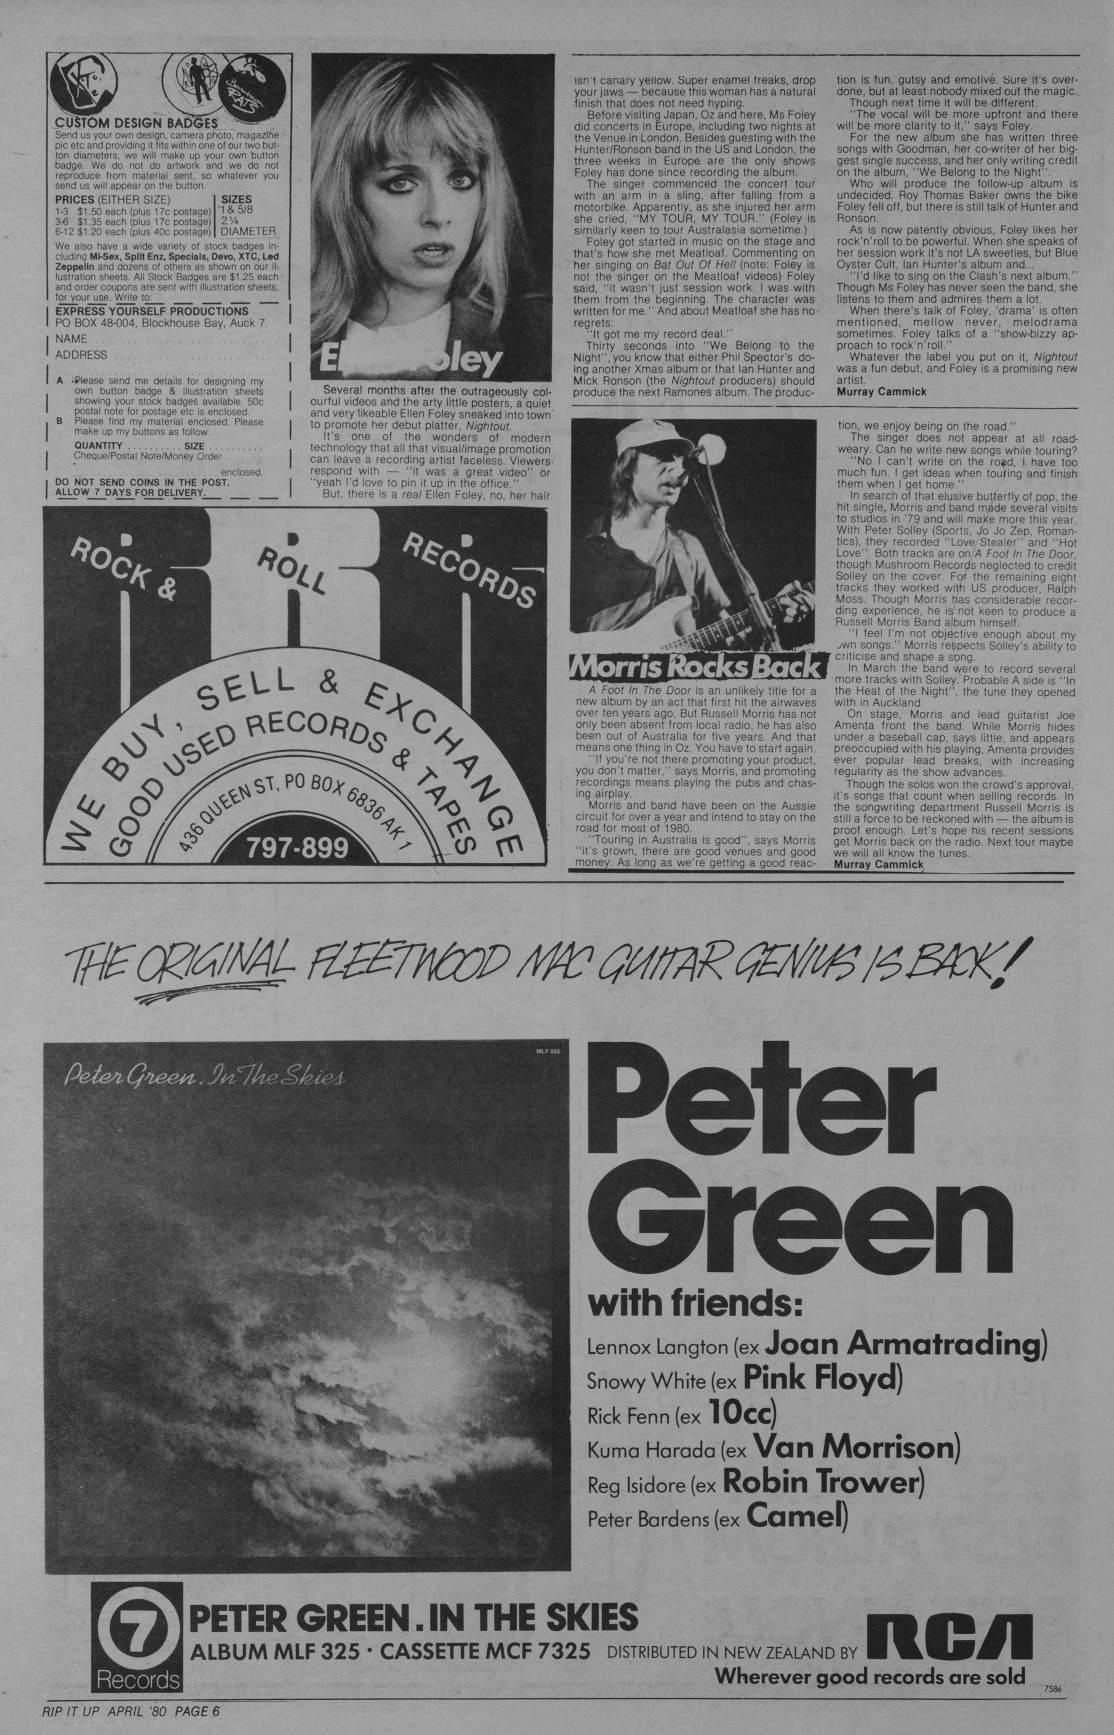 CUSTOM DESIGN BADGES
Send us your own design, camera photo, magazine
pic etc and providing it fits within one of our two but-
ton diameters, we will make up your own button
badge. We do not do artwork and we do not
reproduce from material sent, so whatever you
send us will appear on the button.
PRICES (EITHER SIZE)
1-3 $1.50 each (plus 17c postage)
3-6 $1.35 each (plus 17c postage)
6-12 $1.20 each (plus 40c postage)
SIZES
1 & 5/8
2 ¼
DIAMETER
We also have a wide variety of stock badges in-
cluding Mi-Sex, Split Enz, Specials, Devo, XTC, Led
Zeppelin and dozens of others as shown on our il-
lustration sheets. All Stock Badges are $1.25 each
and order coupons are sent with illustration sheets,
for your use. Write to:
EXPRESS YOURSELF PRODUCTIONS
PO BOX 48-004, Blockhouse Bay, Auck 7.
NAME
ADDRESS
A Please send me details for designing my
own button badge & illustration sheets
showing your stock badges available. 50c
postal note for postage etc is enclosed.
B Please find my material enclosed. Please
make up my buttons as follow:
QUANTITY .......... SIZE ..........
Cheque/Postal Note/Money Order
enclosed.
DO NOT SEND COINS IN THE POST.
ALLOW 7 DAYS FOR DELIVERY.
ROCK & ROLL RECORDS
WE BUY, SELL & EXCHANGE
GOOD USED RECORDS & TAPES
436 QUEEN ST, PO BOX 6836 AK 1
797-899
Several months after the outrageously col-
ourful videos and the arty little posters, a quiet
and very likeable Ellen Foley sneaked into town
to promote her debut platter, Nightout.
It's one of the wonders of modern
technology that all that visual/image promotion
can leave a recording artist faceless. Viewers
respond with — "it was a great video" or
"yeah I'd love to pin it up in the office."
But, there is a real Ellen Foley, no, her hair
isn't canary yellow. Super enamel freaks, drop
your jaws — because this woman has a natural
finish that does not need hyping.
Before visiting Japan, Oz and here, Ms Foley
did concerts in Europe, including two nights at
the Venue in London. Besides guesting with the
Hunter/Ronson band in the US and London, the
three weeks in Europe are the only shows
Foley has done since recording the album.
The singer commenced the concert tour
with an arm in a sling, after falling from a
motorbike. Apparently, as she injured her arm
she cried, "MY TOUR, MY TOUR." (Foley is
similarly keen to tour Australasia sometime.)
Foley got started in music on the stage and
that's how she met Meatloaf. Commenting on
her singing on Bat Out Of Hell (note: Foley is
not the singer on the Meatloaf videos) Foley
said, "it wasn't just session work. I was with
them from the beginning. The character was
written for me." And about Meatloaf she has no
regrets:
"It got me my record deal."
Thirty seconds into "We Belong to the
Night", you know that either Phil Spector's do-
ing another Xmas album or that Ian Hunter and
Mick Ronson (the Nightout producers) should
produce the next Ramones album. The produc-
tion is fun, gutsy and emotive. Sure it's over-
done, but at least nobody mixed out the magic.
Though next time it will be different.
"The vocal will be more upfront and there
will be more clarity to it," says Foley.
For the new album she has written three
songs with Goodman, her co-writer of her big-
gest single success, and her only writing credit
on the album, "We Belong to the Night".
Who will produce the follow-up album is
undecided. Roy Thomas Baker owns the bike
Foley fell off, but there is still talk of Hunter and
Ronson.
As is now patently obvious, Foley likes her
rock'n'roll to be powerful. When she speaks of
her session work it's not LA sweeties, but Blue
Oyster Cult, Ian Hunter's album and...
"I'd like to sing on the Clash's next album."
Though Ms Foley has never seen the band, she
listens to them and admires them a lot.
When there's talk of Foley, 'drama' is often
mentioned, mellow never, melodrama
sometimes. Foley talks of a "show-bizzy ap-
proach to rock'n'roll."
Whatever the label you put on it, Nightout
was a fun debut, and Foley is a promising new
artist.
Murray Cammick
Morris Rocks Back
A Foot In The Door is an unlikely title for a
new album by an act that first hit the airwaves
over ten years ago. But Russell Morris has not
only been absent from local radio, he has also
been out of Australia for five years. And that
means one thing in Oz. You have to start again.
"If you're not there promoting your product,
you don't matter," says Morris, and promoting
recordings means playing the pubs and chas-
ing airplay.
Morris and band have been on the Aussie
circuit for over a year and intend to stay on the
road for most of 1980.
"Touring in Australia is good", says Morris
"it's grown, there are good venues and good
money. As long as we're getting a good reac-
tion, we enjoy being on the road."
The singer does not appear at all road-
weary. Can he write new songs while touring?
"No I can't write on the road, I have too
much fun. I get ideas when touring and finish
them when I get home."
In search of that elusive butterfly of pop, the
hit single, Morris and band made several visits
to studios in '79 and will make more this year.
With Peter Solley (Sports, Jo Jo Zep, Roman-
tics), they recorded "Love Stealer" and "Hot
Love". Both tracks are on A Foot In The Door,
though Mushroom Records neglected to credit
Solley on the cover. For the remaining eight
tracks they worked with US producer, Ralph
Moss. Though Morris has considerable recor-
ding experience, he is not keen to produce a
Russell Morris Band album himself.
"I feel I'm not objective enough about my
own songs." Morris respects Solley's ability to
criticise and shape a song.
In March the band were to record several
more tracks with Solley. Probable A side is "In
the Heat of the Night", the tune they opened
with in Auckland.
On stage, Morris and lead guitarist Joe
Amenta front the band. While Morris hides
under a baseball cap, says little, and appears
preoccupied with his playing, Amenta provides
ever popular lead breaks, with increasing
regularity as the show advances.
Though the solos won the crowd's approval,
it's songs that count when selling records. In
the songwriting department Russell Morris is
still a force to be reckoned with — the album is
proof enough. Let's hope his recent sessions
get Morris back on the radio. Next tour maybe
we will all know the tunes.
Murray Cammick
THE ORIGINAL FLEETWOOD MAC GUITAR GENIUS IS BACK!
MLF 325
Peter Green. In The Skies
Peter
Green
with friends:
Lennox Langton (ex Joan Armatrading)
Snowy White (ex Pink Floyd)
Rick Fenn (ex 10cc)
Kuma Harada (ex Van Morrison)
Reg Isidore (ex Robin Trower)
Peter Bardens (ex Camel)
7
Records
PETER GREEN. IN THE SKIES
ALBUM MLF 325 · CASSETTE MCF 7325 DISTRIBUTED IN NEW ZEALAND BY RCA
Wherever good records are sold
7586
RIP IT UP APRIL '80 PAGE 6